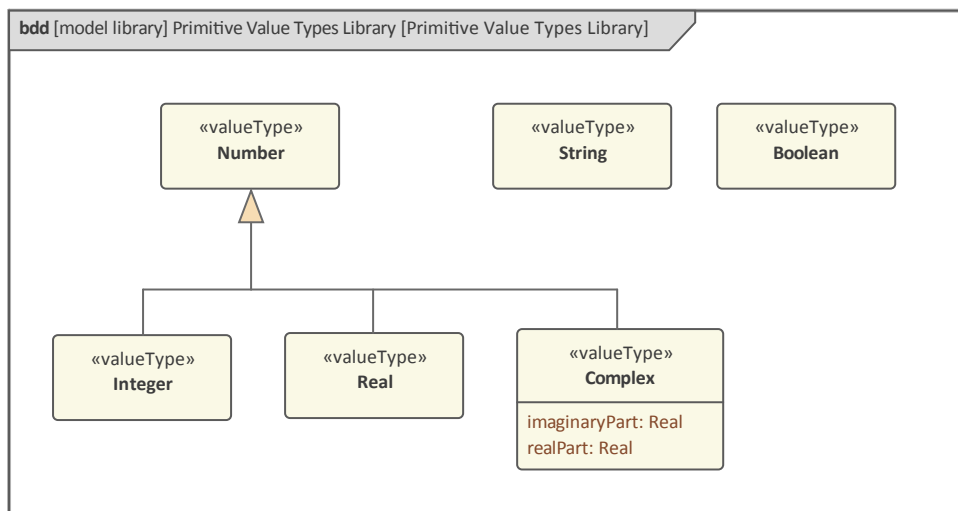 bdd [model library] Primitive Value Types Library [Primitive Value Types Library]
«valueType»
Number
«valueType»
String
«valueType»
Boolean
«valueType»
Integer
«valueType»
Real
«valueType»
Complex
imaginaryPart: Real
realPart: Real